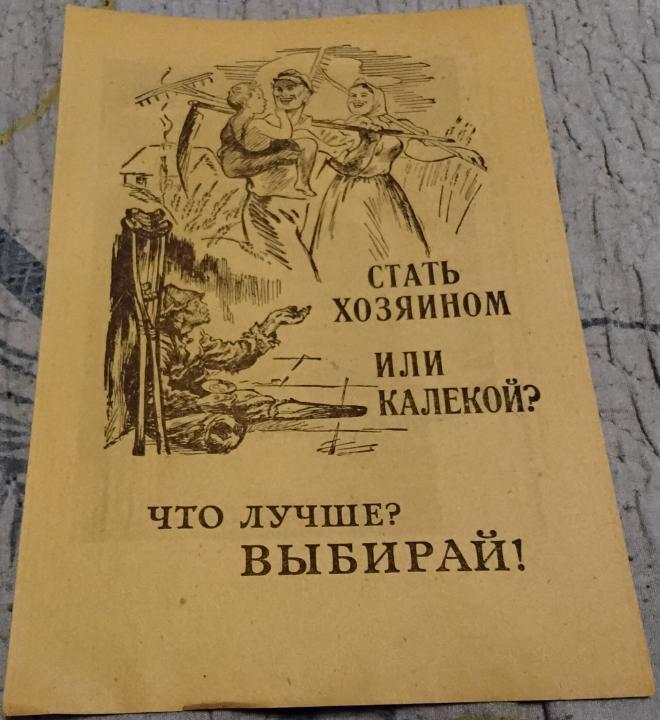 СТАТЬ
ХОЗЯИНОМ
ИЛИ
КАЛЕКОЙ?
ЧТО ЛУЧШЕ?
ВЫБИРАЙ!